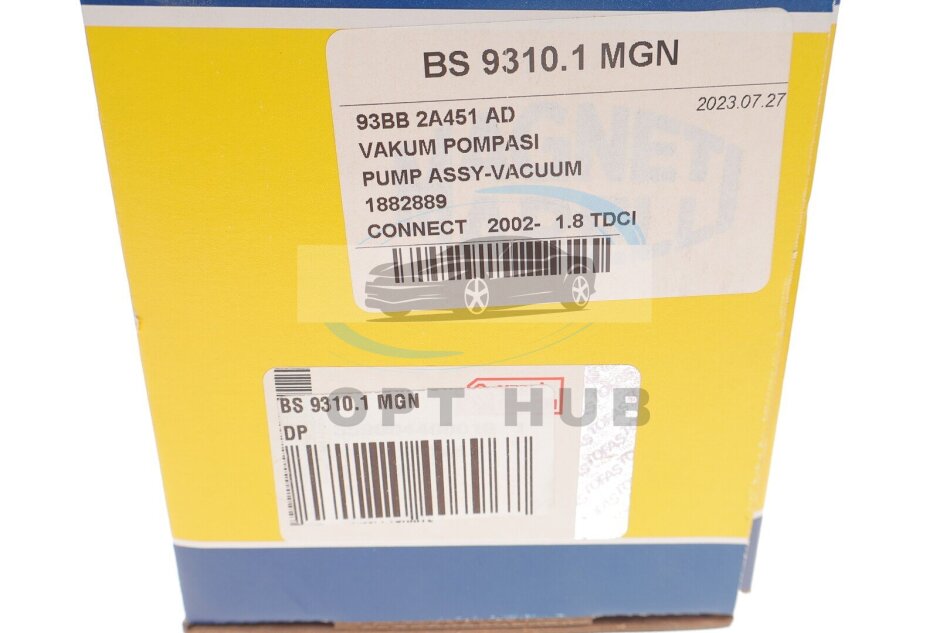 BS 9310.1 MGN
2023.07.27
93BB 2A451 AD
VAKUM POMPASI
PUMP ASSY-VACUUM
1882889
CONNECT 2002- 1.8 TDCI
OPT HUB
BS 9310.1 MGN
DP